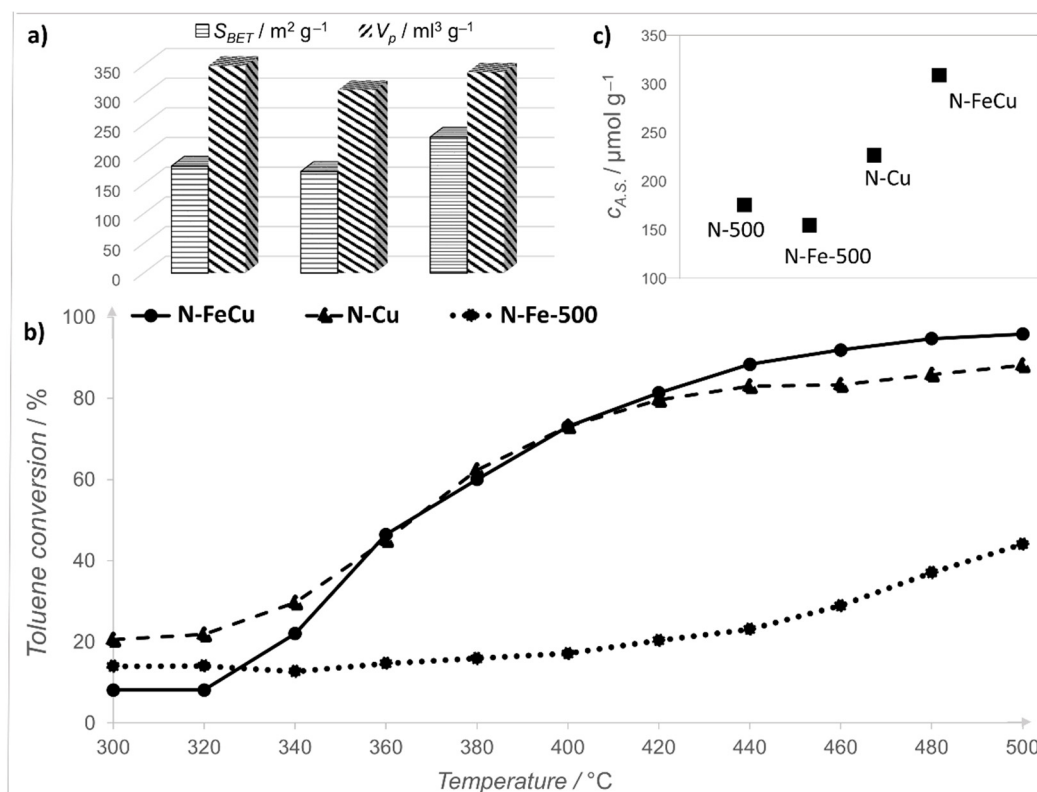 a)
S_BET / m² g⁻¹ V_p / ml³ g⁻¹
350
300
250
200
150
100
50
0
c)
c_A.S. / μmol g⁻¹
350
300
250
200
150
100
N-FeCu
N-Cu
N-500
N-Fe-500
b)
N-FeCu N-Cu N-Fe-500
Toluene conversion / %
100
80
60
40
20
0
300 320 340 360 380 400 420 440 460 480 500
Temperature / °C